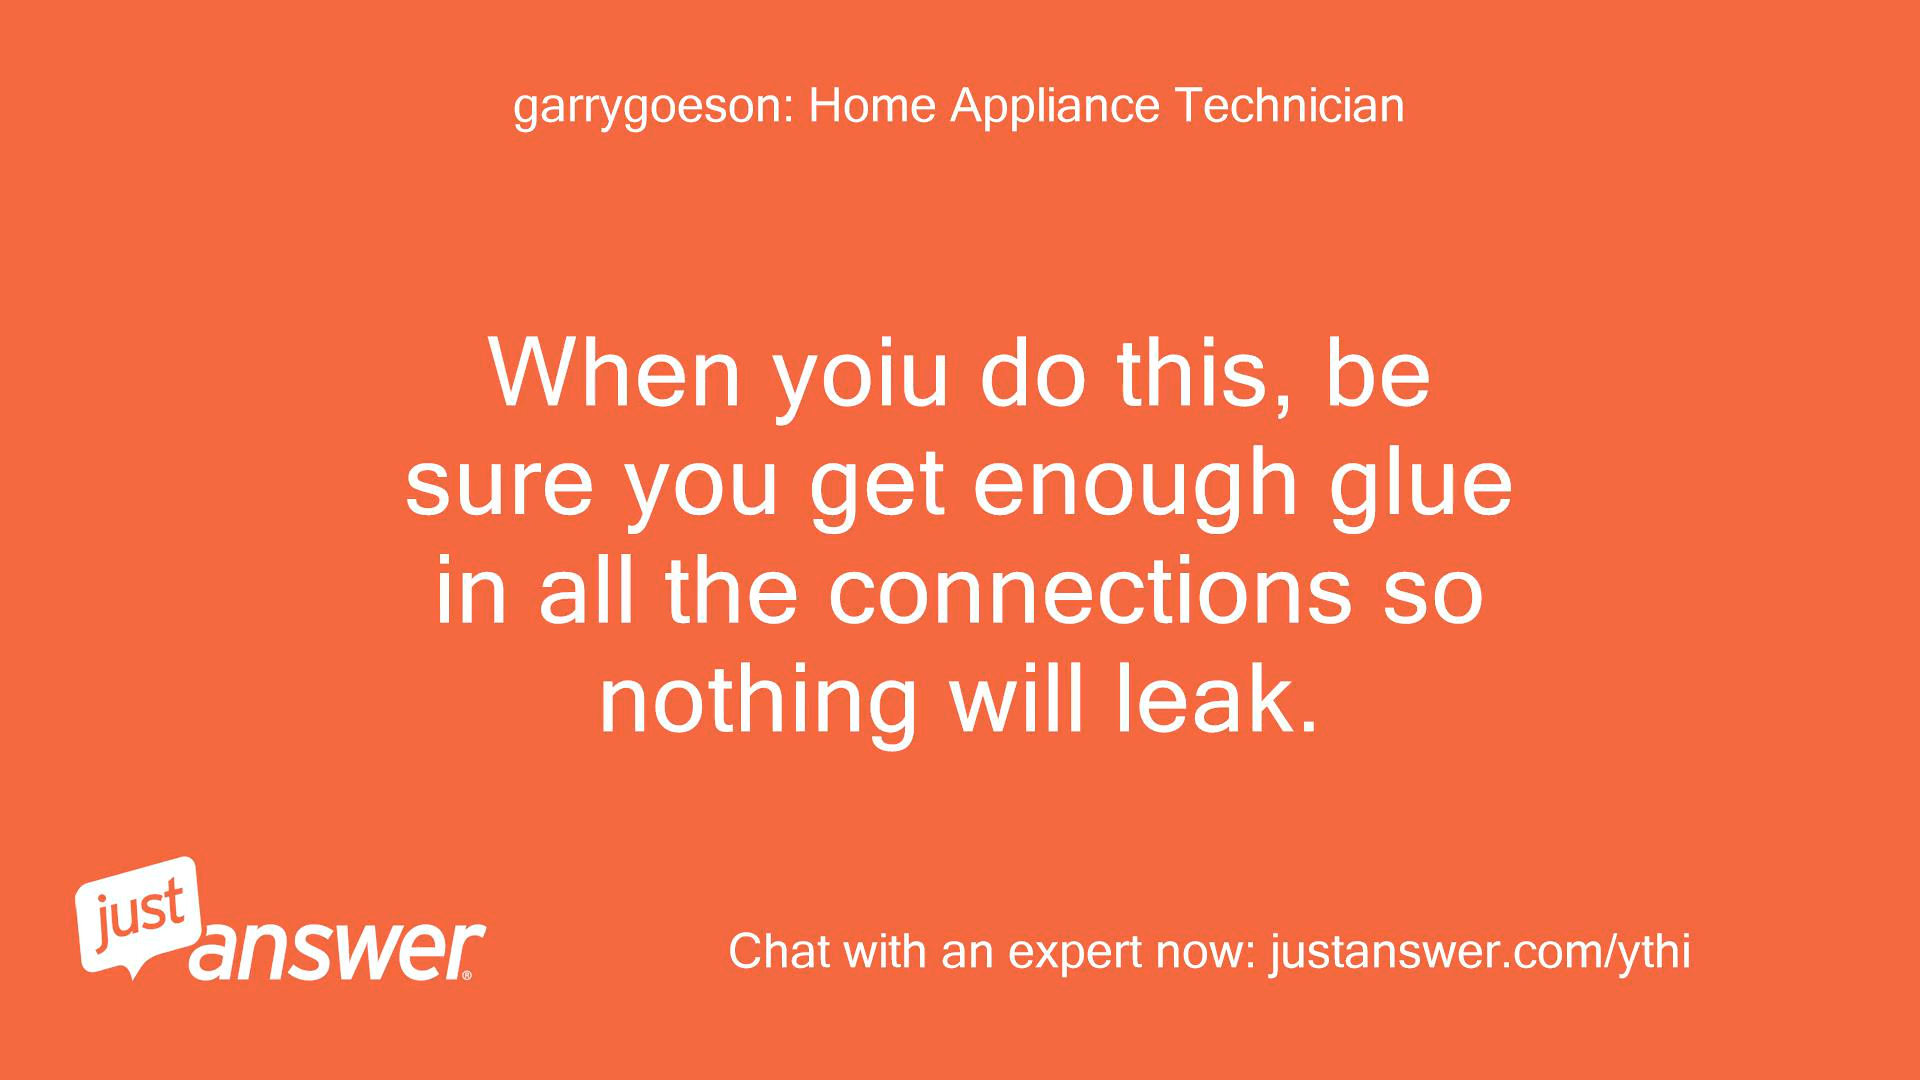 garrygoeson: Home Appliance Technician
When yoiu do this, be
sure you get enough glue
in all the connections so
nothing will leak.
just
answer®
Chat with an expert now: justanswer.com/ythi